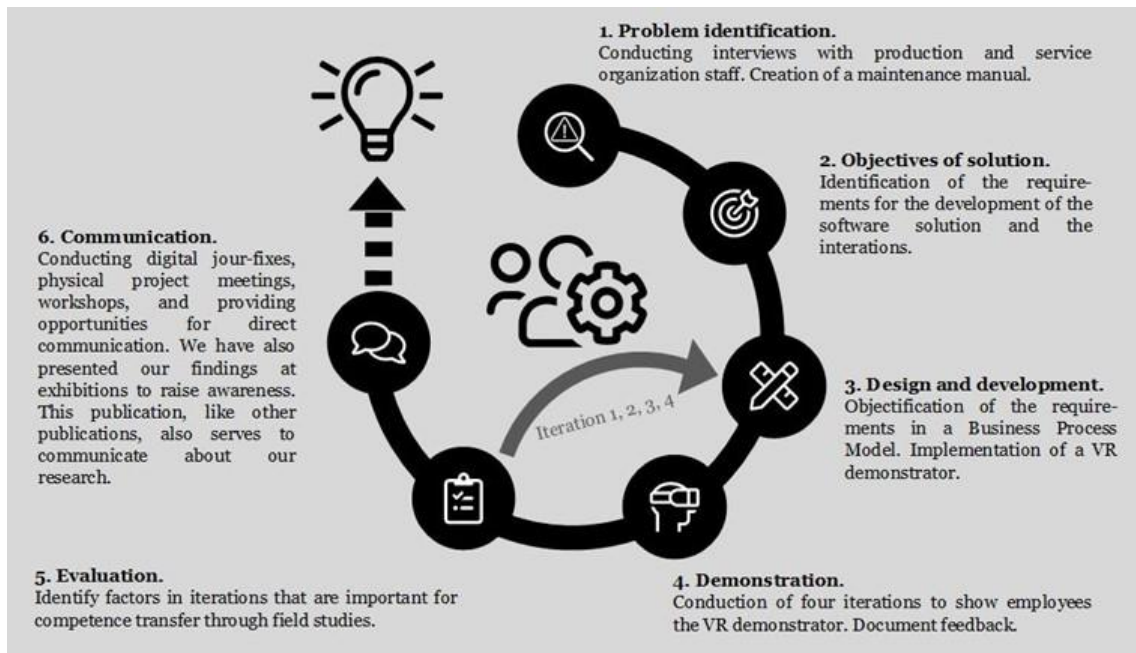 1. Problem identification.
Conducting interviews with production and service
organization staff. Creation of a maintenance manual.
2. Objectives of solution.
Identification of the require-
ments for the development of the
software solution and the
interations.
3. Design and development.
Objectification of the require-
ments in a Business Process
Model. Implementation of a VR
demonstrator.
4. Demonstration.
Conduction of four iterations to show employees
the VR demonstrator. Document feedback.
5. Evaluation.
Identify factors in iterations that are important for
competence transfer through field studies.
Iteration 1, 2, 3, 4
6. Communication.
Conducting digital jour-fixes,
physical project meetings,
workshops, and providing
opportunities for direct
communication. We have also
presented our findings at
exhibitions to raise awareness.
This publication, like other
publications, also serves to
communicate about our
research.